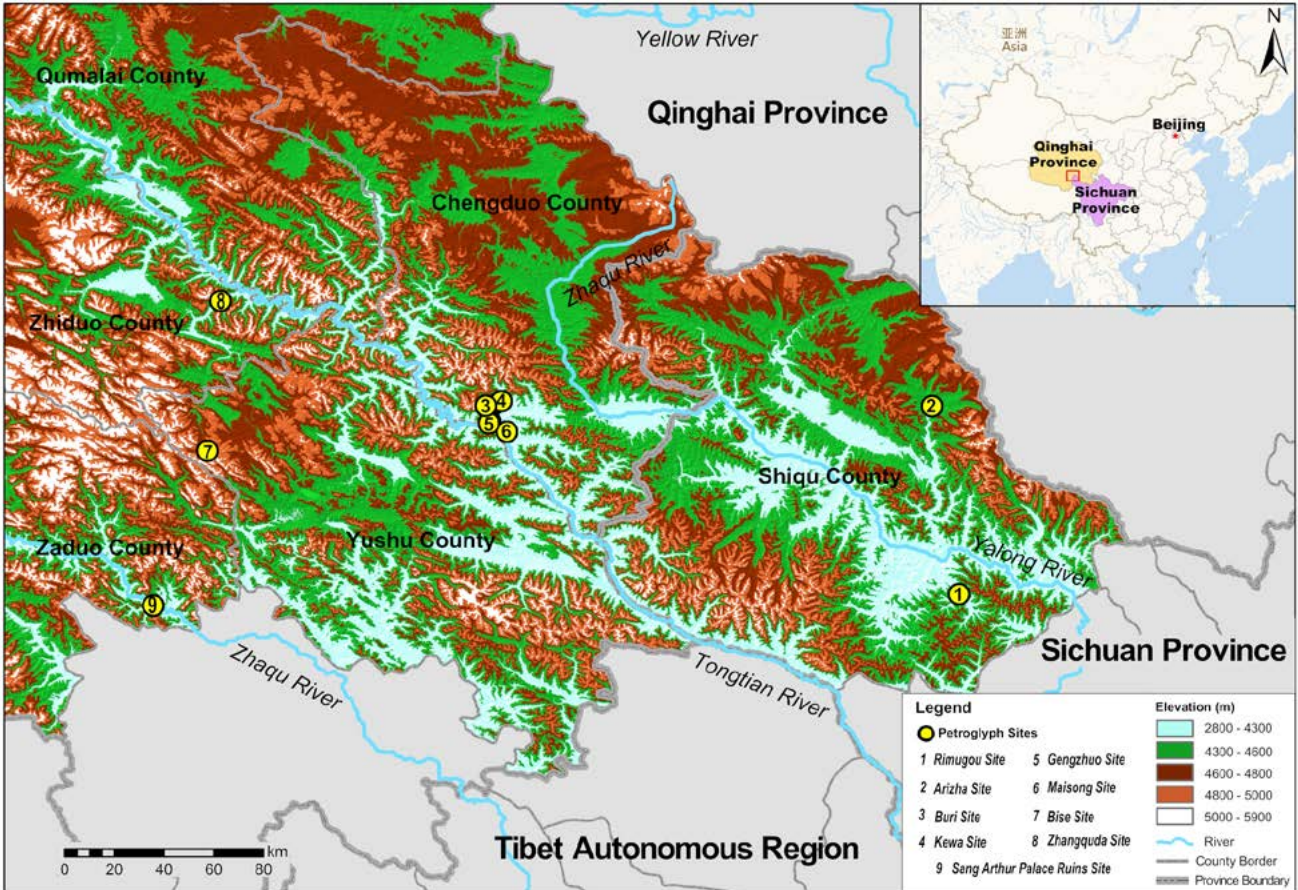 Yellow River
Qumalai County
Qinghai Province
Chengduo County
Zhaqu River
Zhiduo County
8
4
3
5
6
2
7
Shiqu County
Zaduo County
Yushu County
Yalong River
1
9
Zhaqu River
Tongtian River
Sichuan Province
Tibet Autonomous Region
km
0 20 40 60 80
亚洲
Asia
N
Beijing
Qinghai
Province
Sichuan
Province
Legend
Petroglyph Sites
1 Rimugou Site 5 Gengzhuo Site
2 Arizha Site 6 Maisong Site
3 Buri Site 7 Bise Site
4 Kewa Site 8 Zhangquda Site
9 Sang Arthur Palace Ruins Site
Elevation (m)
2800 - 4300
4300 - 4600
4600 - 4800
4800 - 5000
5000 - 5900
River
County Border
Province Boundary